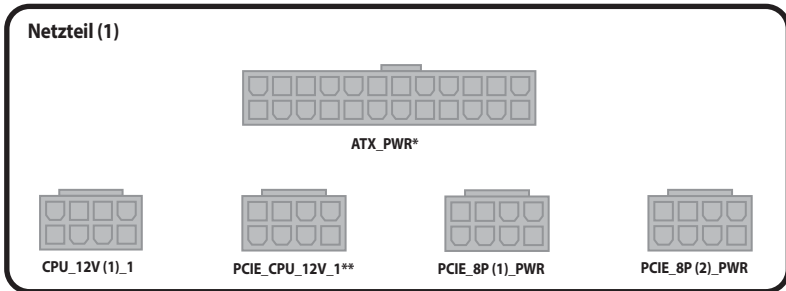 Netzteil (1)
ATX_PWR*
CPU_12V (1)_1
PCIE_CPU_12V_1**
PCIE_8P (1)_PWR
PCIE_8P (2)_PWR